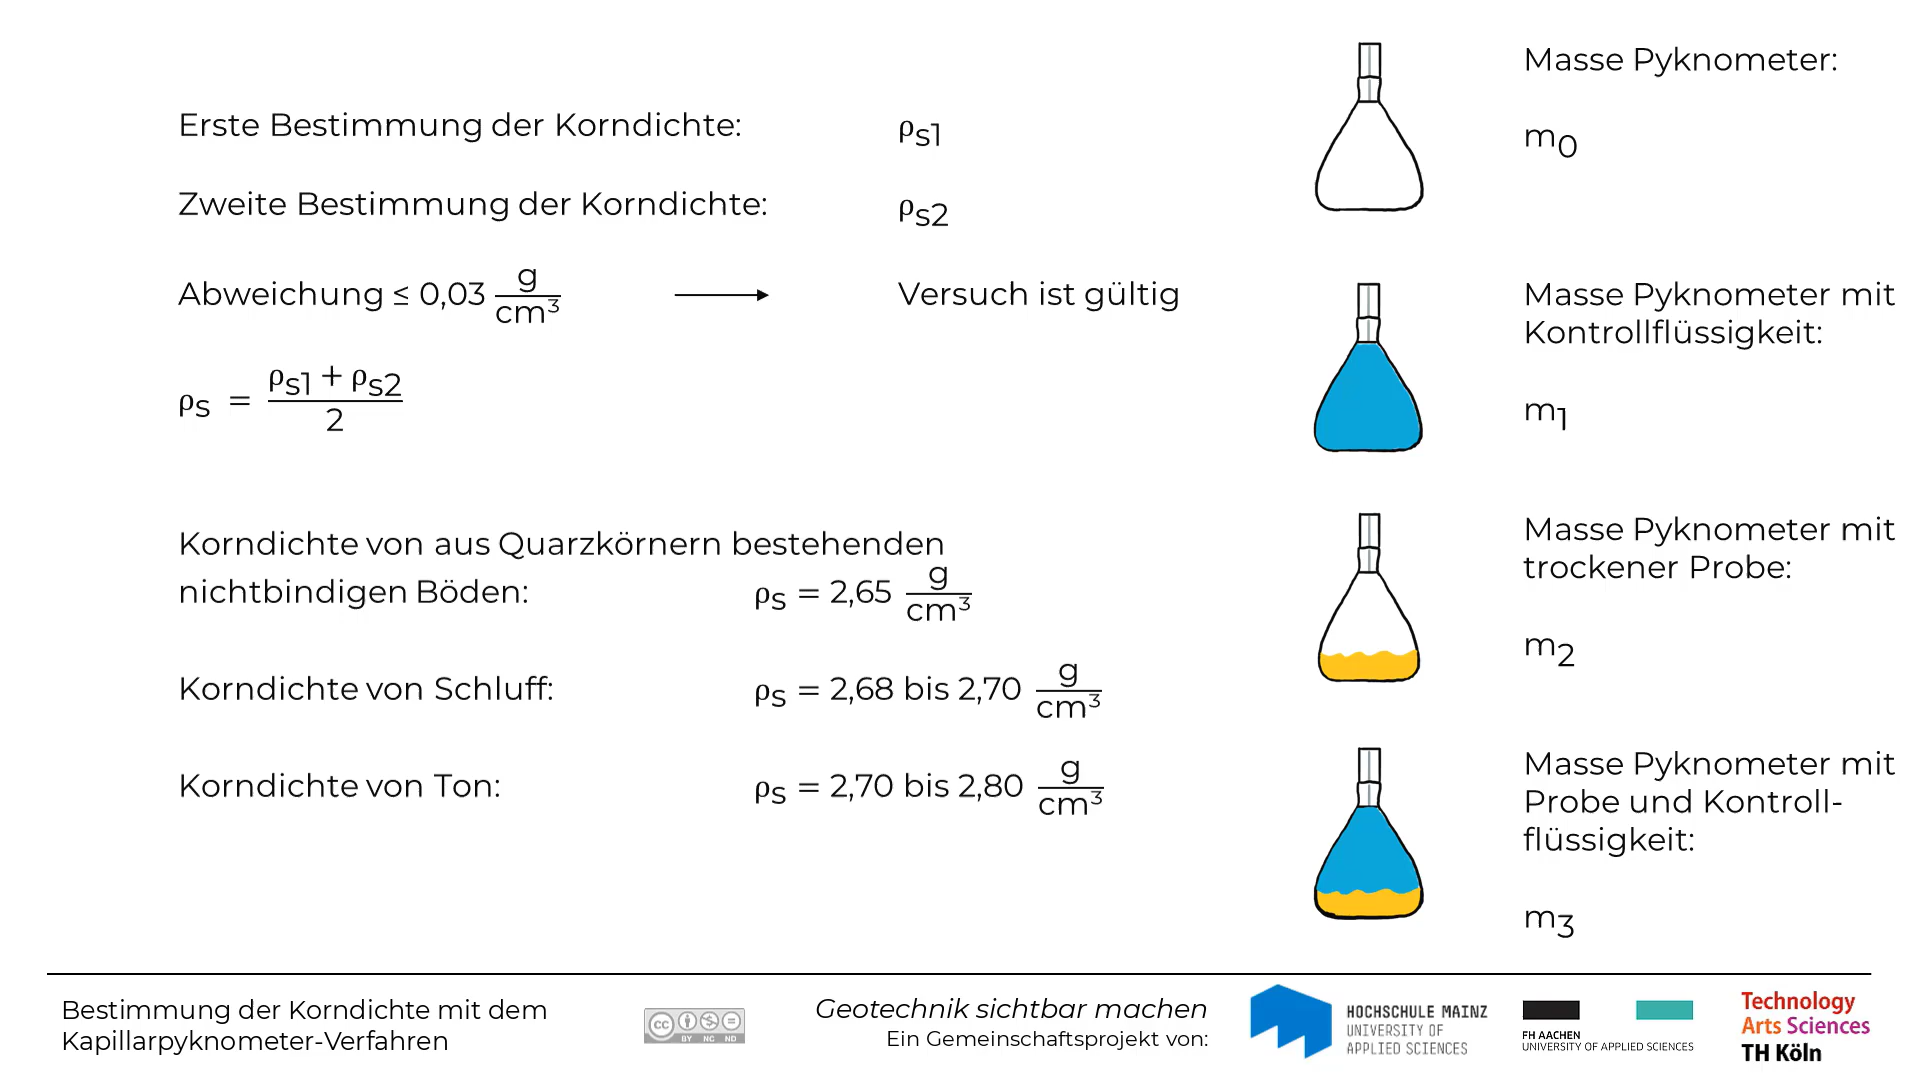 Erste Bestimmung der Korndichte: ρs1
Zweite Bestimmung der Korndichte: ρs2
Abweichung ≤ 0,03 g/cm³ → Versuch ist gültig
ρs = (ρs1 + ρs2)/2
Korndichte von aus Quarzkörnern bestehenden
nichtbindigen Böden: ρs = 2,65 g/cm³
Korndichte von Schluff: ρs = 2,68 bis 2,70 g/cm³
Korndichte von Ton: ρs = 2,70 bis 2,80 g/cm³
Masse Pyknometer:
m0
Masse Pyknometer mit
Kontrollflüssigkeit:
m1
Masse Pyknometer mit
trockener Probe:
m2
Masse Pyknometer mit
Probe und Kontroll-
flüssigkeit:
m3
Bestimmung der Korndichte mit dem
Kapillarpyknometer-Verfahren
cc
BY NC ND
Geotechnik sichtbar machen
Ein Gemeinschaftsprojekt von:
HOCHSCHULE MAINZ
UNIVERSITY OF
APPLIED SCIENCES
FH AACHEN
UNIVERSITY OF APPLIED SCIENCES
Technology
Arts Sciences
TH Köln